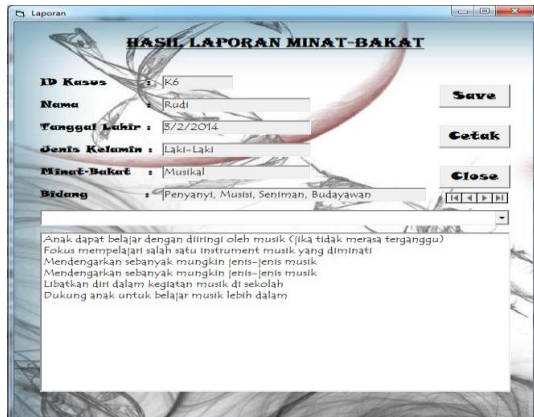 Laporan
HASIL LAPORAN MINAT-BAKAT
ID Kasus : K6
Nama : Rudi
Tanggal Lahir : 3/2/2014
Jenis Kelamin : Laki-Laki
Minat-Bakat : Musikal
Bidang : Penyanyi, Musisi, Seniman, Budayawan
Save
Cetak
Close
Anak dapat belajar dengan diiringi oleh musik (jika tidak merasa terganggu)
Fokus mempelajari salah satu instrument musik yang diminati
Mendengarkan sebanyak mungkin jenis-jenis musik
Mendengarkan sebanyak mungkin jenis-jenis musik
Libatkan diri dalam kegiatan musik di sekolah
Dukung anak untuk belajar musik lebih dalam